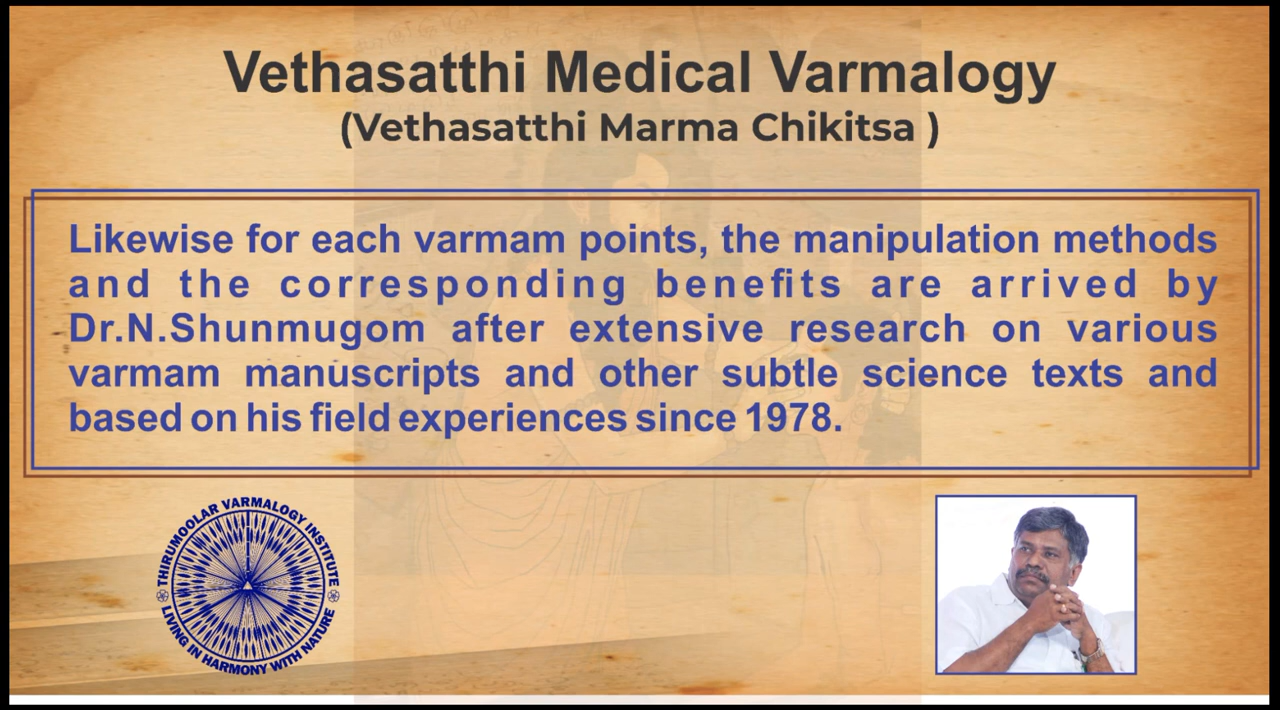 Vethasatthi Medical Varmalogy
(Vethasatthi Marma Chikitsa )
Likewise for each varmam points, the manipulation methods
and the corresponding benefits are arrived by
Dr.N.Shunmugom after extensive research on various
varmam manuscripts and other subtle science texts and
based on his field experiences since 1978.
THIRUMOOLAR VARMALOGY INSTITUTE
LIVING IN HARMONY WITH NATURE